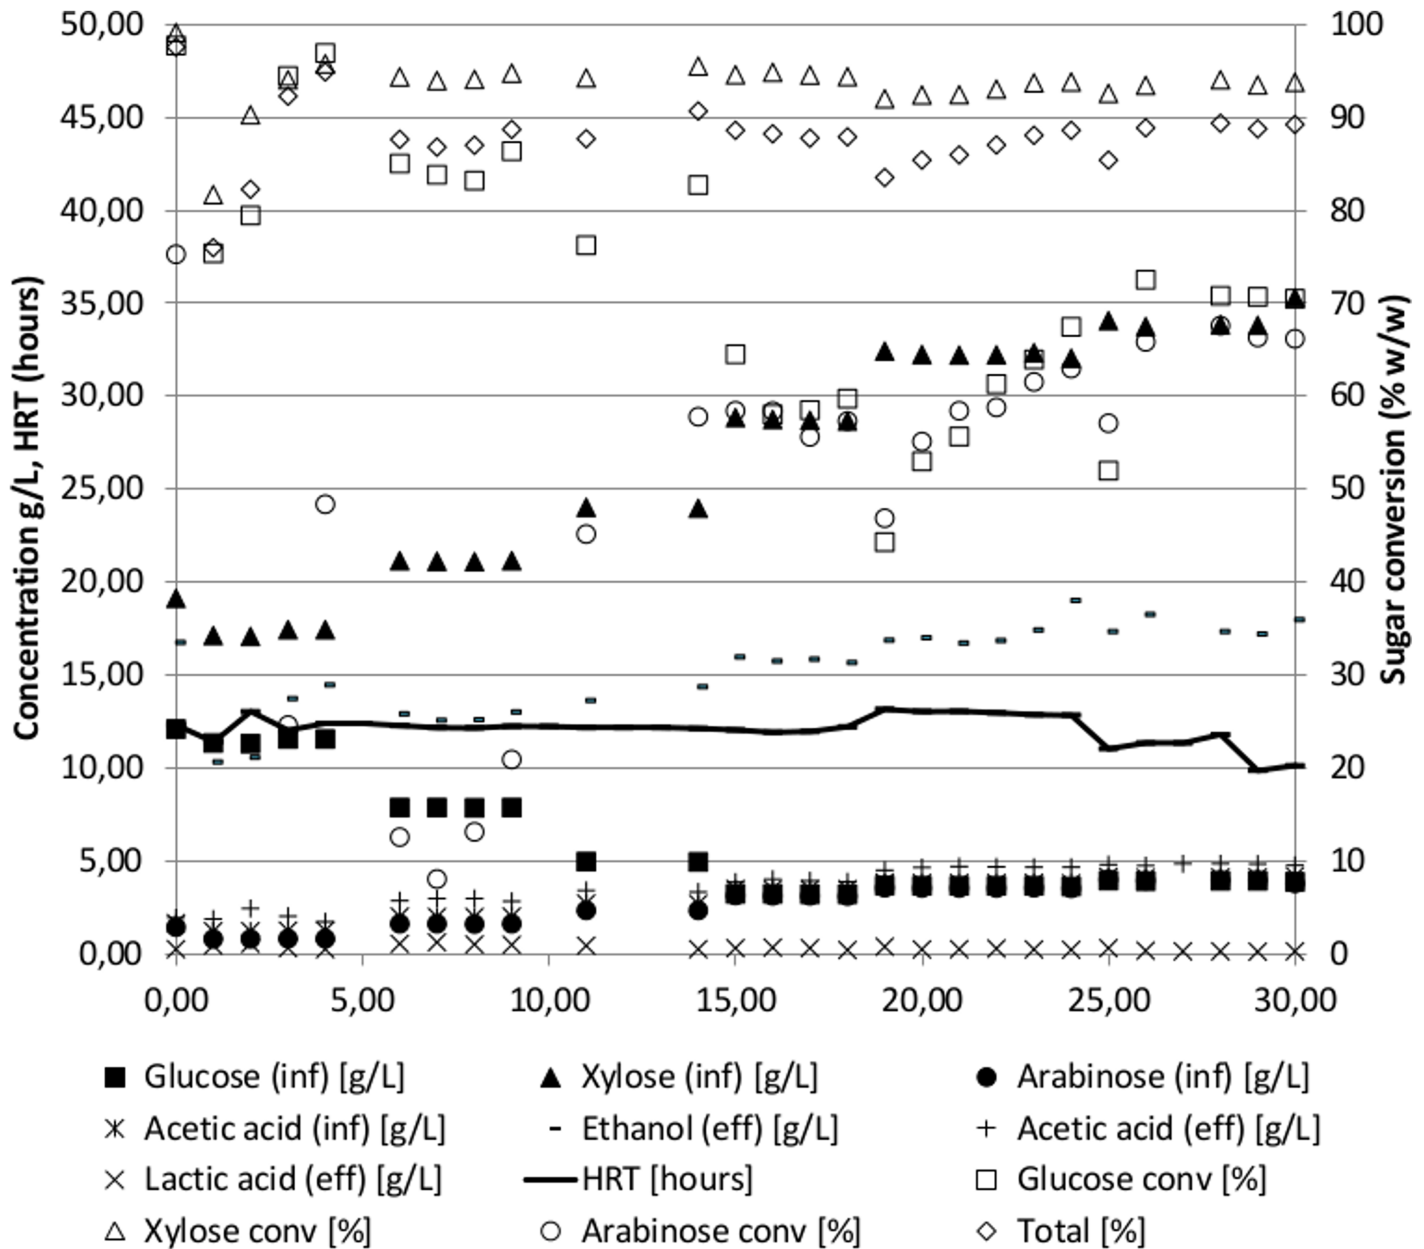 50,00 100
45,00 90
40,00 80
35,00 70
30,00 60
25,00 50
20,00 40
15,00 30
10,00 20
5,00 10
0,00 0
Concentration g/L, HRT (hours)
Sugar conversion (% w/w)
0,00 5,00 10,00 15,00 20,00 25,00 30,00
Glucose (inf) [g/L] Xylose (inf) [g/L] Arabinose (inf) [g/L]
Acetic acid (inf) [g/L] Ethanol (eff) [g/L] Acetic acid (eff) [g/L]
Lactic acid (eff) [g/L] HRT [hours] Glucose conv [%]
Xylose conv [%] Arabinose conv [%] Total [%]